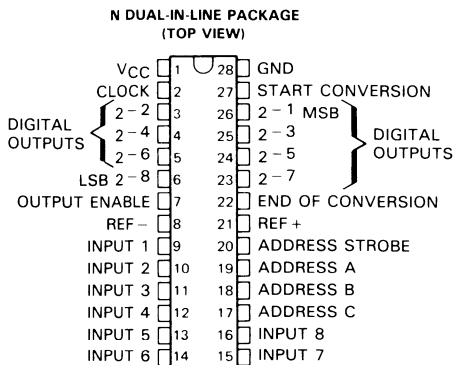 N DUAL-IN-LINE PACKAGE
(TOP VIEW)
VCC 1 28 GND
CLOCK 2 27 START CONVERSION
2−2 3 26 2−1 MSB
2−4 4 25 2−3
DIGITAL OUTPUTS DIGITAL OUTPUTS
2−6 5 24 2−5
LSB 2−8 6 23 2−7
OUTPUT ENABLE 7 22 END OF CONVERSION
REF− 8 21 REF+
INPUT 1 9 20 ADDRESS STROBE
INPUT 2 10 19 ADDRESS A
INPUT 3 11 18 ADDRESS B
INPUT 4 12 17 ADDRESS C
INPUT 5 13 16 INPUT 8
INPUT 6 14 15 INPUT 7